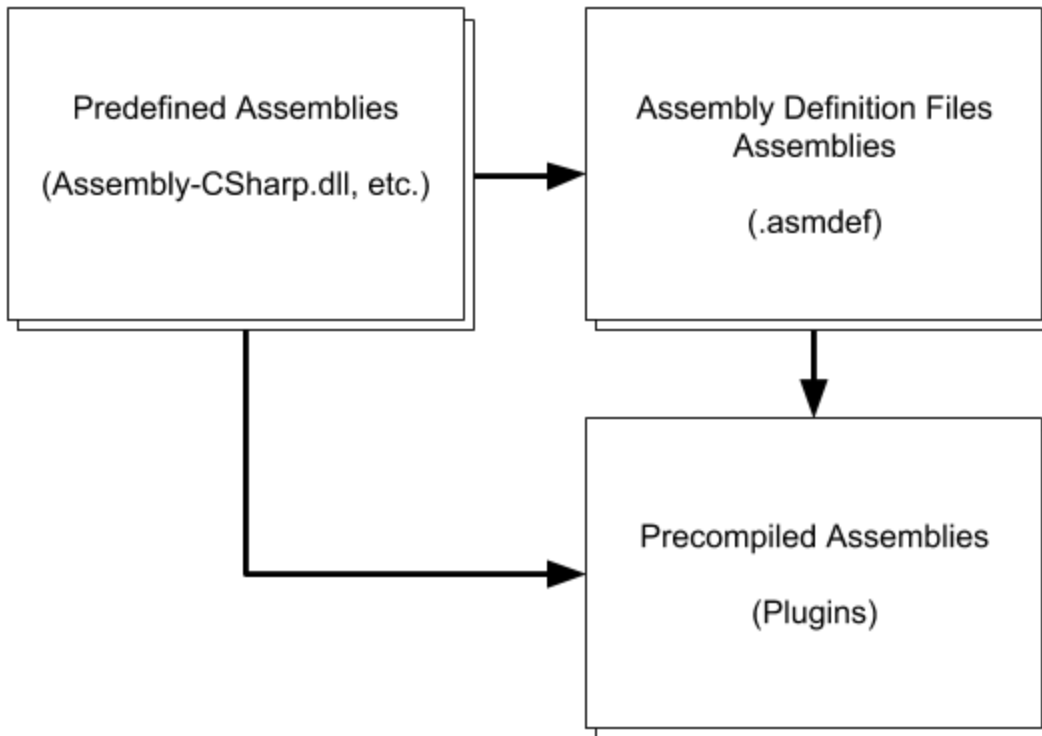 Predefined Assemblies
(Assembly-CSharp.dll, etc.)
Assembly Definition Files
Assemblies
(.asmdef)
Precompiled Assemblies
(Plugins)